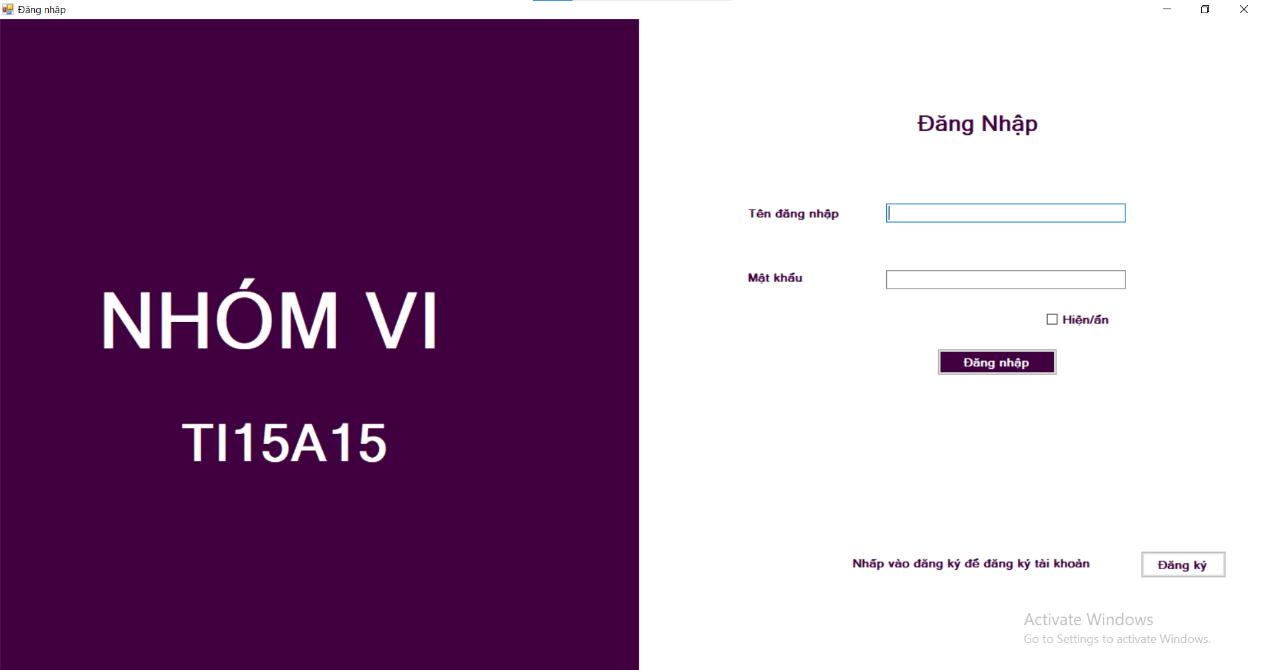 Đăng nhập
NHÓM VI
TI15A15
Đăng Nhập
Tên đăng nhập
Mật khẩu
Hiện/ẩn
Đăng nhập
Nhấp vào đăng ký để đăng ký tài khoản
Đăng ký
Activate Windows
Go to Settings to activate Windows.